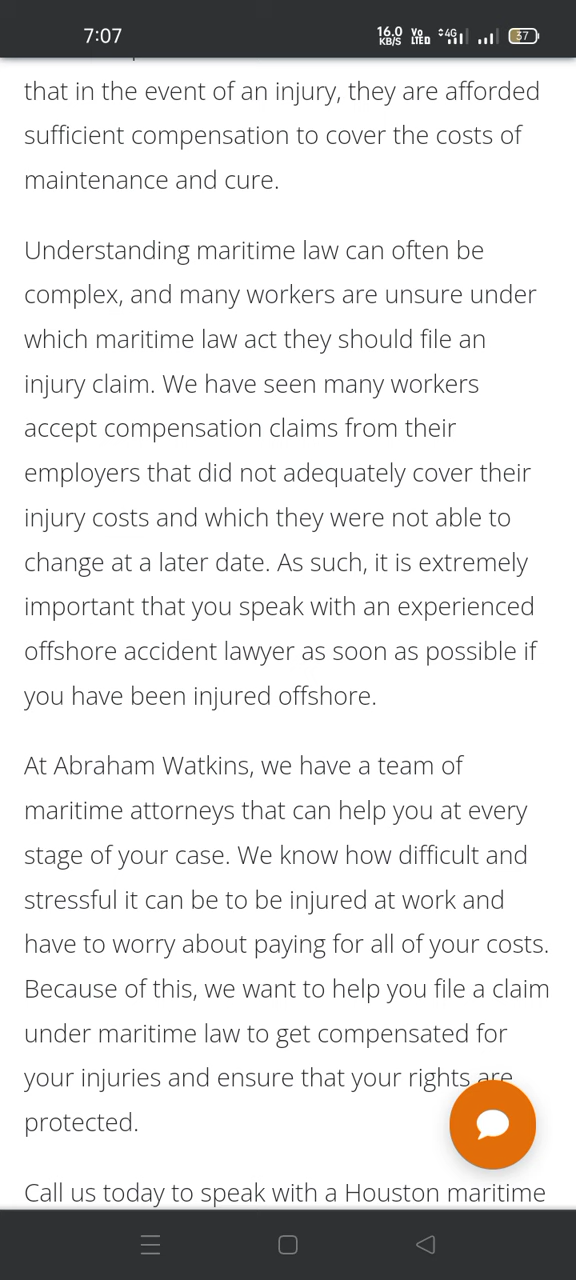 7:07
16.0 KB/S Vo LTED 4G 37
that in the event of an injury, they are afforded
sufficient compensation to cover the costs of
maintenance and cure.
Understanding maritime law can often be
complex, and many workers are unsure under
which maritime law act they should file an
injury claim. We have seen many workers
accept compensation claims from their
employers that did not adequately cover their
injury costs and which they were not able to
change at a later date. As such, it is extremely
important that you speak with an experienced
offshore accident lawyer as soon as possible if
you have been injured offshore.
At Abraham Watkins, we have a team of
maritime attorneys that can help you at every
stage of your case. We know how difficult and
stressful it can be to be injured at work and
have to worry about paying for all of your costs.
Because of this, we want to help you file a claim
under maritime law to get compensated for
your injuries and ensure that your rights are
protected.
Call us today to speak with a Houston maritime